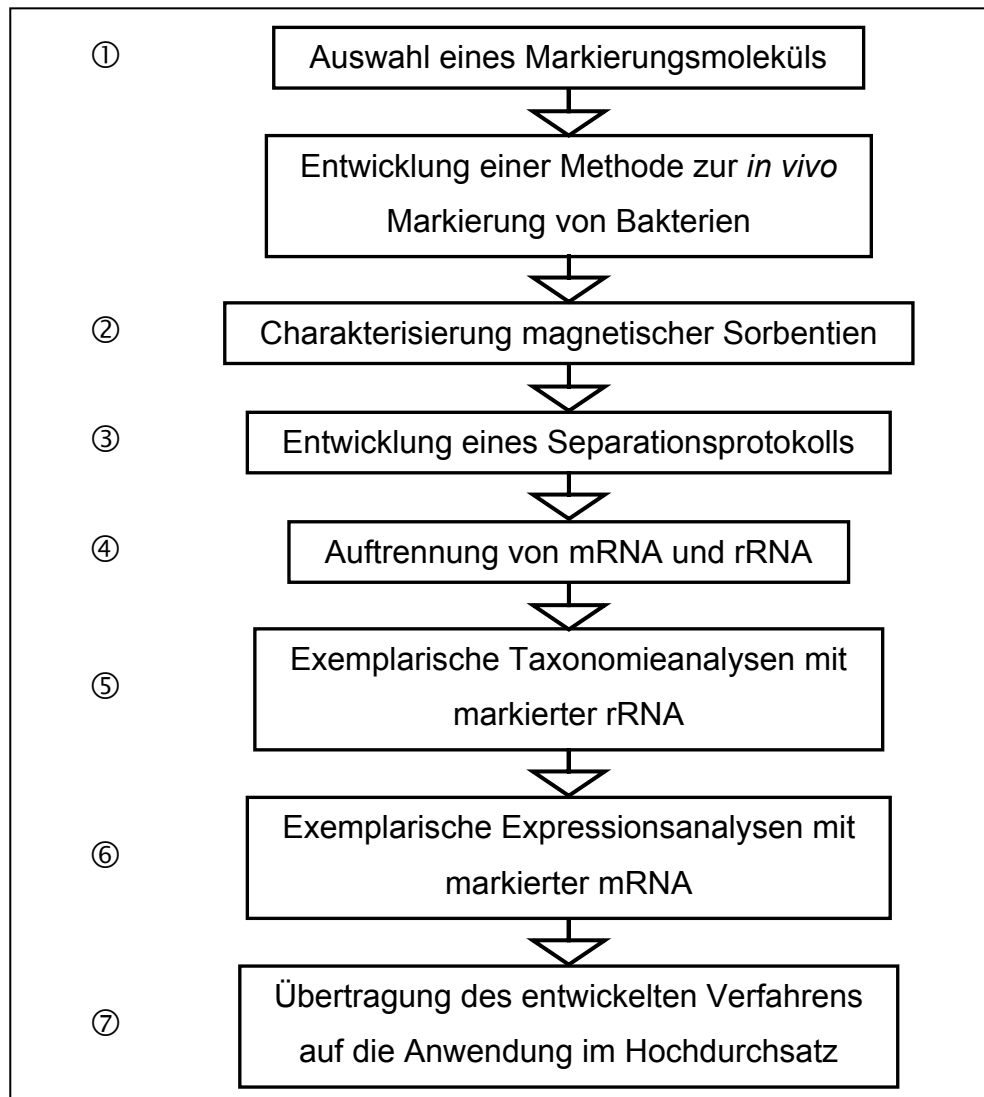 ① Auswahl eines Markierungsmoleküls
Entwicklung einer Methode zur in vivo
Markierung von Bakterien
② Charakterisierung magnetischer Sorbentien
③ Entwicklung eines Separationsprotokolls
④ Auftrennung von mRNA und rRNA
Exemplarische Taxonomieanalysen mit
⑤
markierter rRNA
Exemplarische Expressionsanalysen mit
⑥
markierter mRNA
Übertragung des entwickelten Verfahrens
⑦
auf die Anwendung im Hochdurchsatz